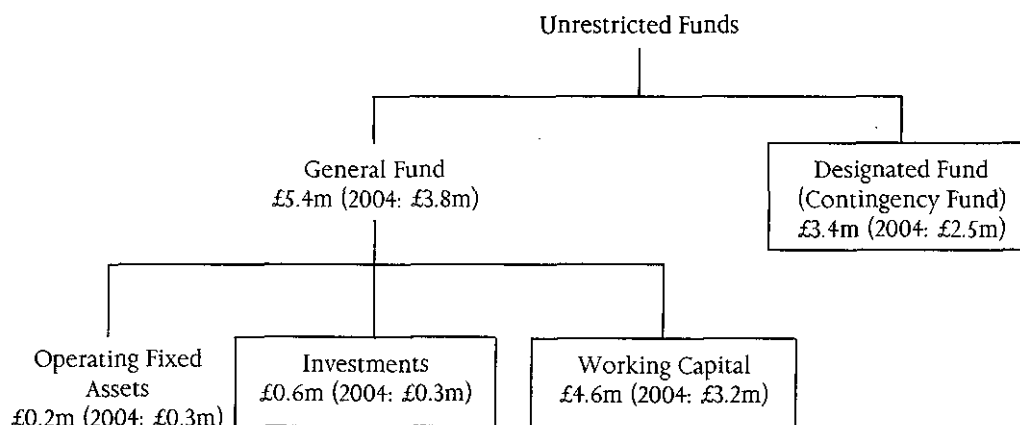 Unrestricted Funds
General Fund
£5.4m (2004: £3.8m)
Designated Fund
(Contingency Fund)
£3.4m (2004: £2.5m)
Operating Fixed
Assets
£0.2m (2004: £0.3m)
Investments
£0.6m (2004: £0.3m)
Working Capital
£4.6m (2004: £3.2m)